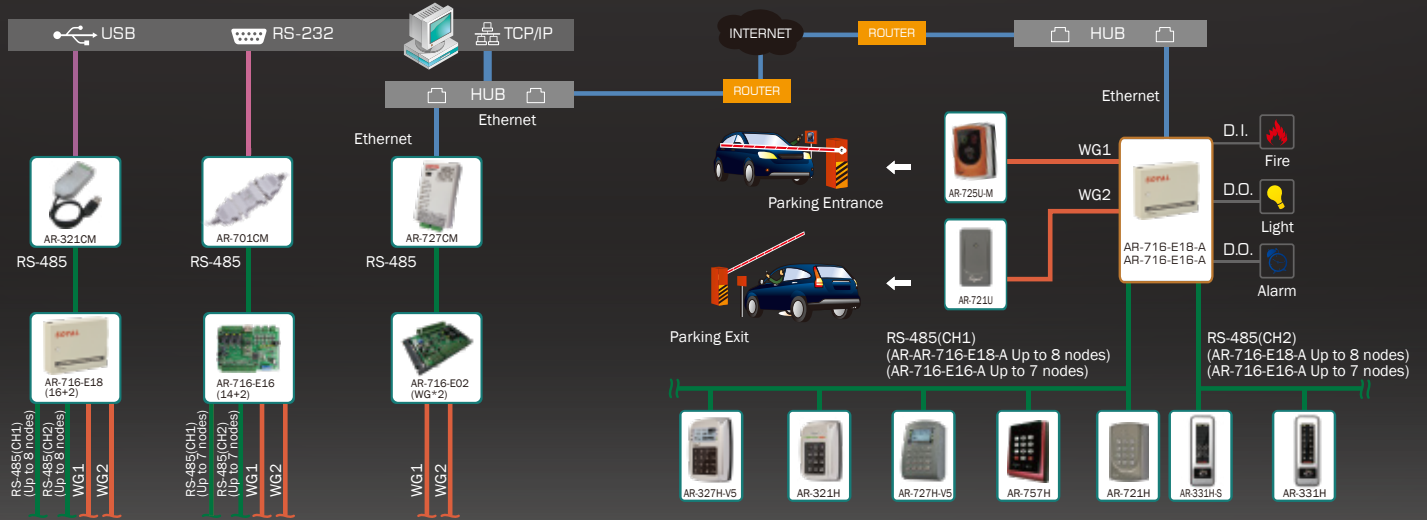 USB
RS-232
TCP/IP
INTERNET
ROUTER
HUB
HUB
ROUTER
Ethernet
Ethernet
Ethernet
AR-321CM
AR-701CM
AR-727CM
RS-485
RS-485
RS-485
SOYAL
AR-716-E18
(16+2)
AR-716-E16
(14+2)
AR-716-E02
(WG*2)
RS-485(CH1)
(Up to 8 nodes)
RS-485(CH2)
(Up to 8 nodes)
WG1
WG2
RS-485(CH1)
(Up to 7 nodes)
RS-485(CH2)
(Up to 7 nodes)
WG1
WG2
WG1
WG2
Parking Entrance
AR-725U-M
WG1
Parking Exit
AR-721U
WG2
SOYAL
AR-716-E18-A
AR-716-E16-A
D.I.
Fire
D.O.
Light
D.O.
Alarm
RS-485(CH1)
(AR-AR-716-E18-A Up to 8 nodes)
(AR-716-E16-A Up to 7 nodes)
RS-485(CH2)
(AR-716-E18-A Up to 8 nodes)
(AR-716-E16-A Up to 7 nodes)
AR-327H-V5
AR-321H
AR-727H-V5
AR-757H
AR-721H
AR-331H-S
AR-331H